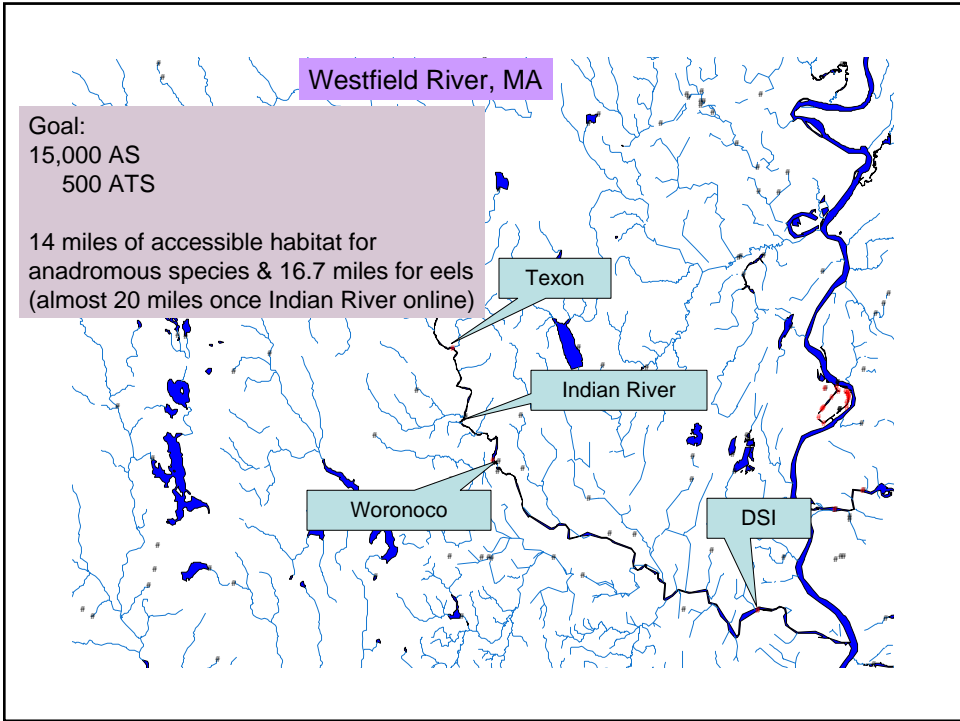 Westfield River, MA
Goal:
15,000 AS
500 ATS
14 miles of accessible habitat for
anadromous species & 16.7 miles for eels
(almost 20 miles once Indian River online)
Texon
Indian River
Woronoco
DSI